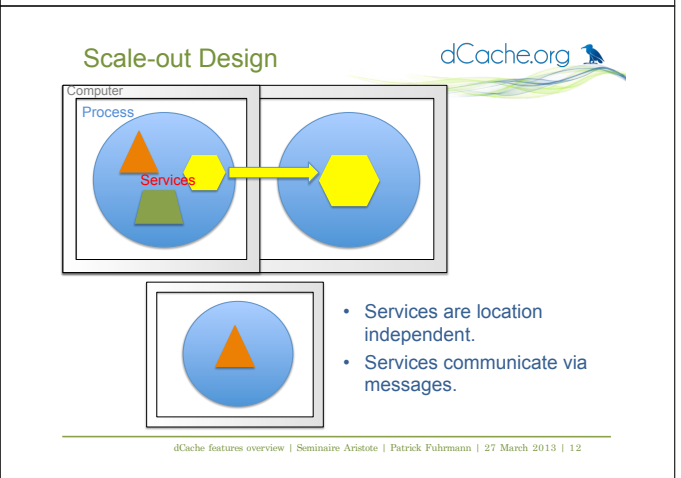 Scale-out Design
dCache.org
Computer
Process
Services
• Services are location
independent.
• Services communicate via
messages.
dCache features overview | Seminaire Aristote | Patrick Fuhrmann | 27 March 2013 | 12